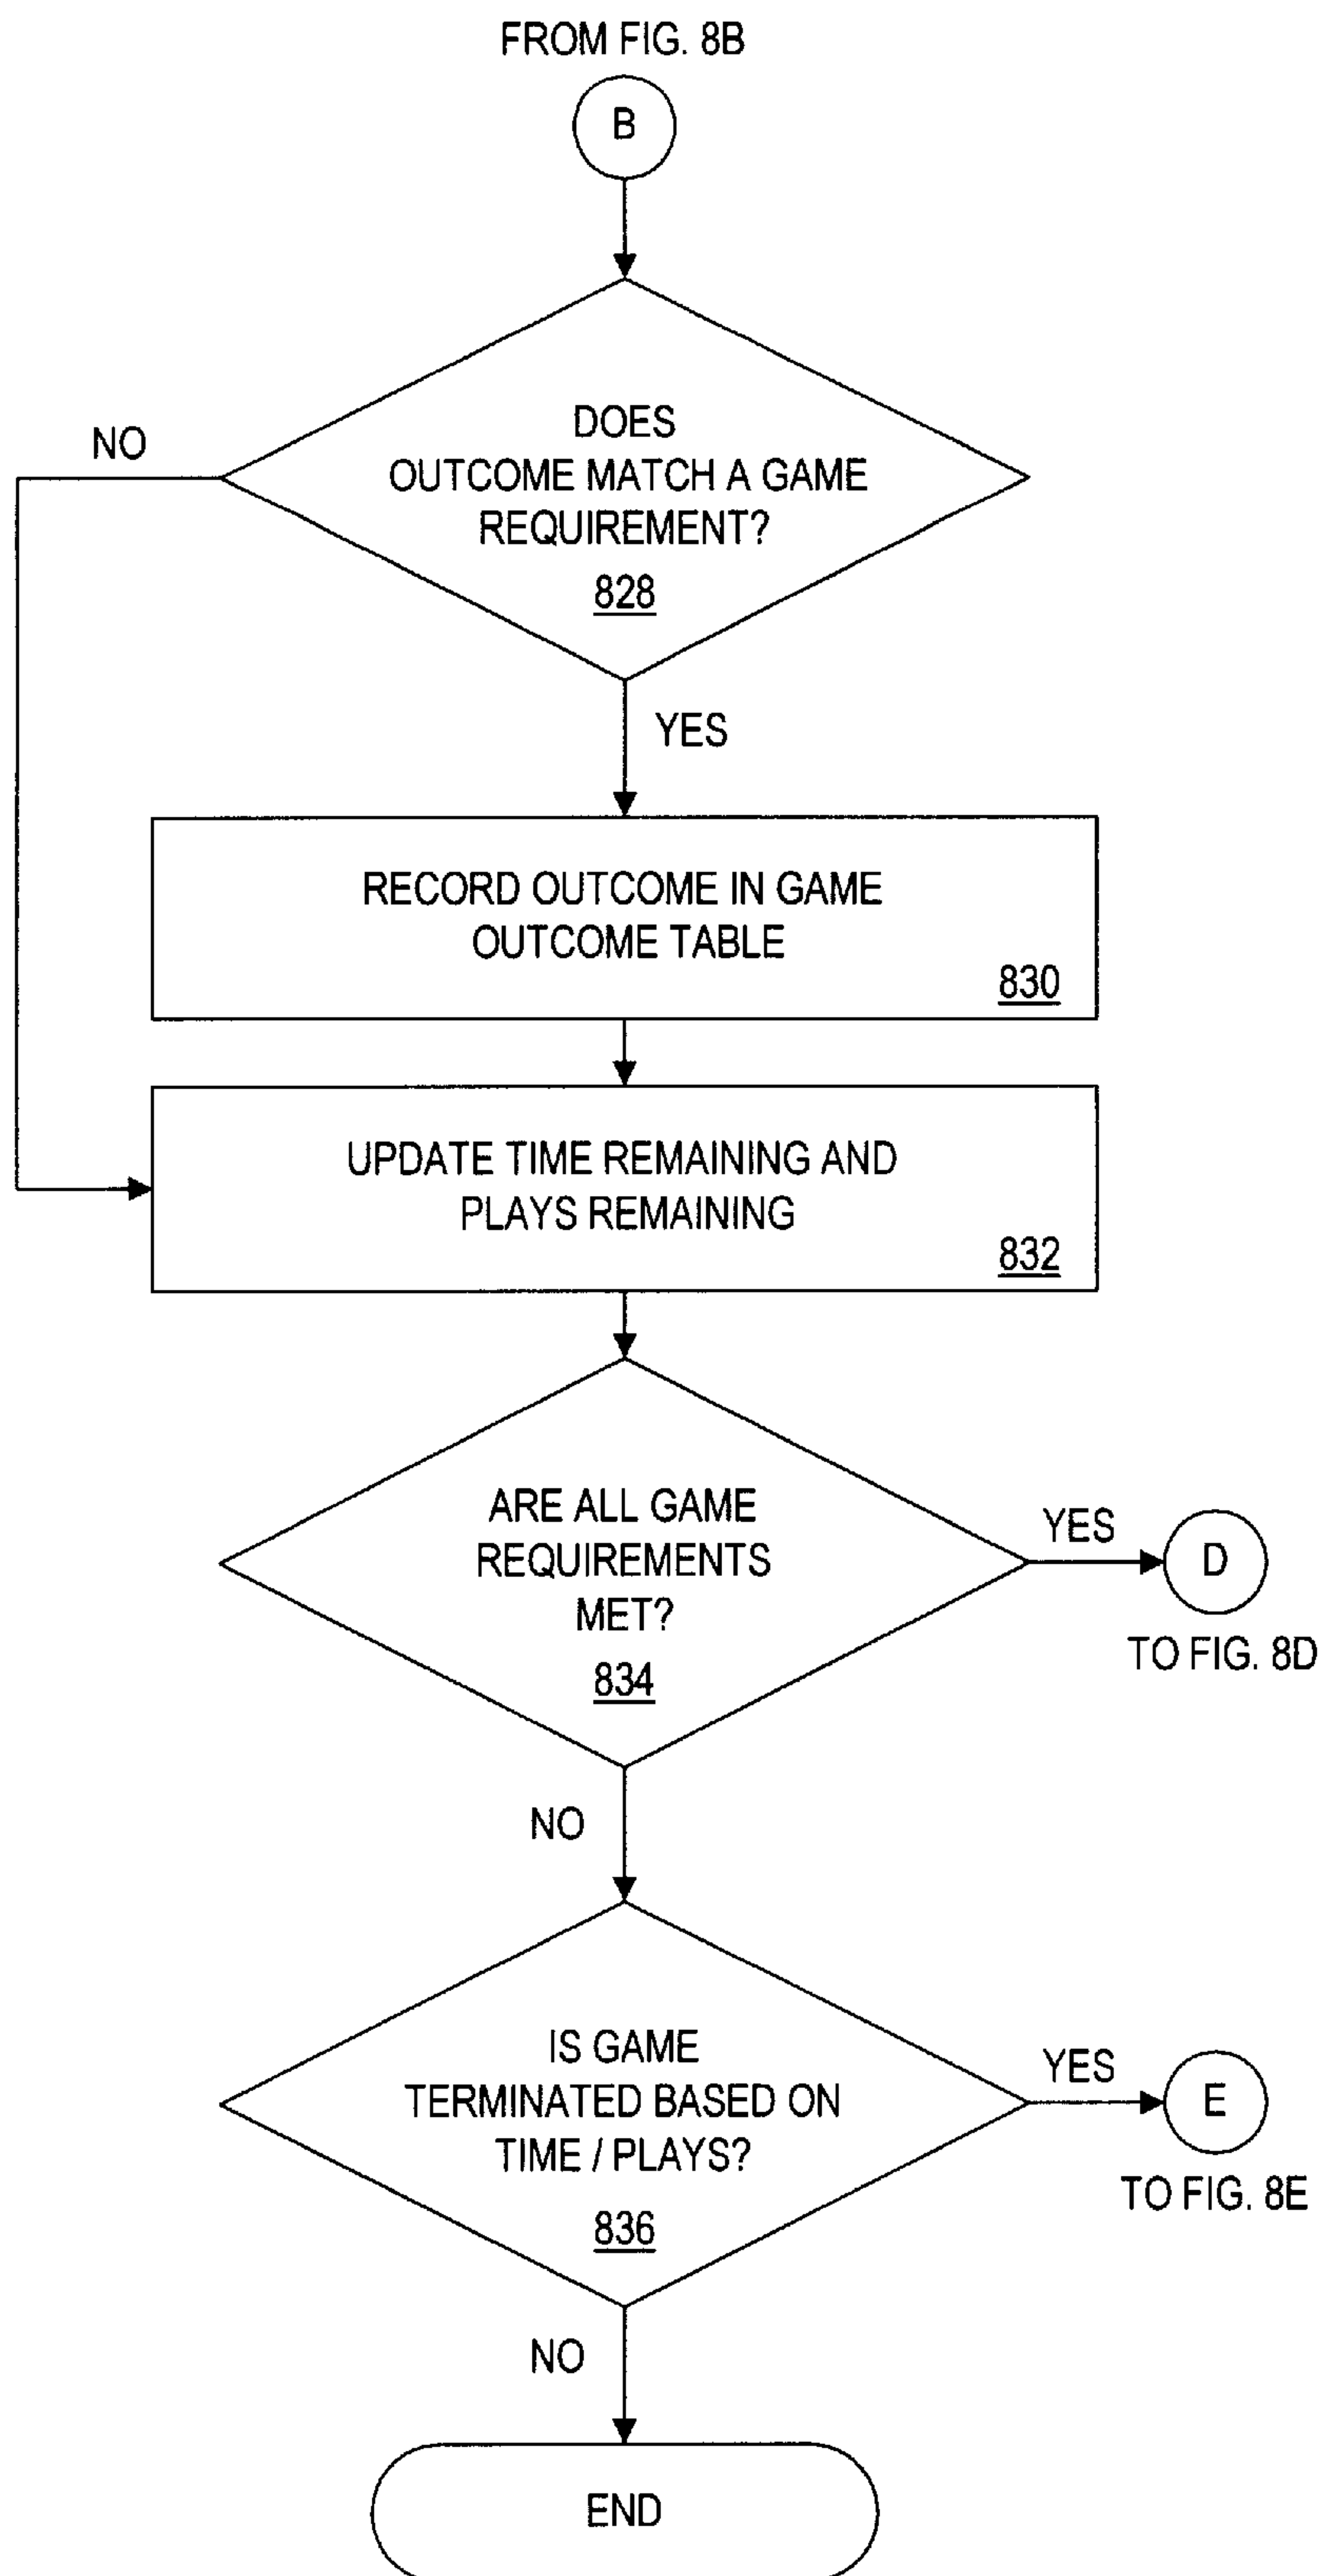 FROM FIG. 8B
B
DOES
OUTCOME MATCH A GAME
REQUIREMENT?
828
NO
YES
RECORD OUTCOME IN GAME
OUTCOME TABLE
830
UPDATE TIME REMAINING AND
PLAYS REMAINING
832
ARE ALL GAME
REQUIREMENTS
MET?
834
YES
D
TO FIG. 8D
NO
IS GAME
TERMINATED BASED ON
TIME / PLAYS?
836
YES
E
TO FIG. 8E
NO
END